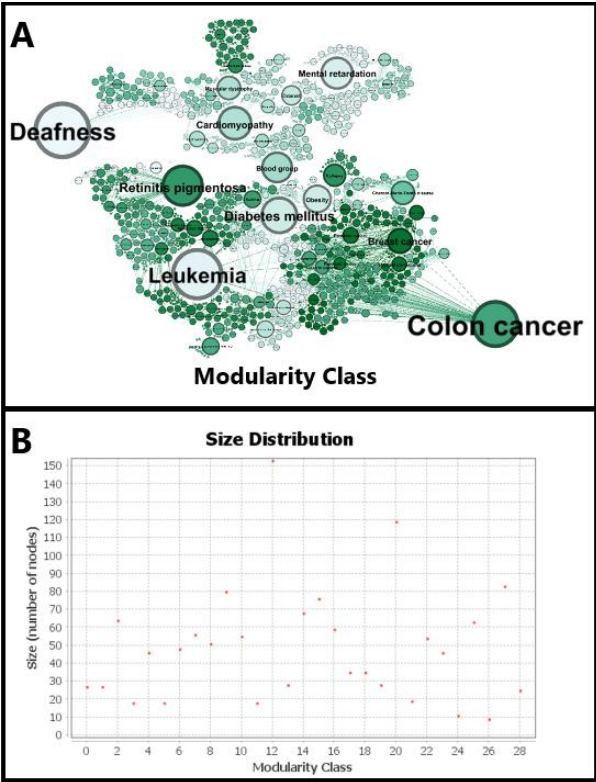 A
Mental retardation
Muscular dystrophy
Deafness
Cardiomyopathy
Blood group
Retinitis pigmentosa
Obesity
Diabetes mellitus
Breast cancer
Leukemia
Colon cancer
Modularity Class
B
Size Distribution
Size (number of nodes)
150
140
130
120
110
100
90
80
70
60
50
40
30
20
10
0
0 2 4 6 8 10 12 14 16 18 20 22 24 26 28
Modularity Class